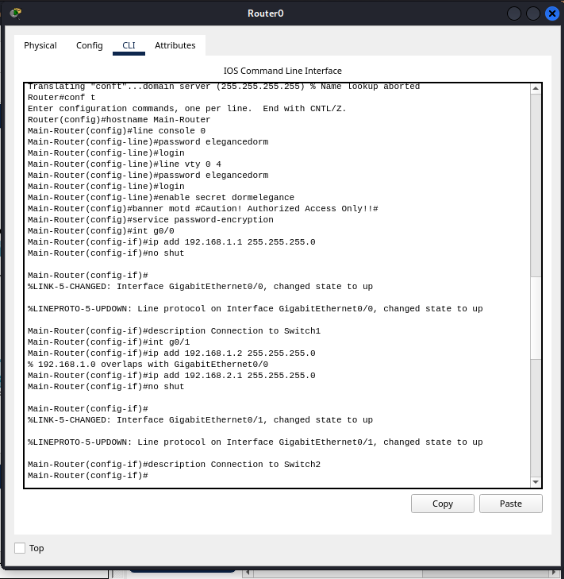 Router0
Physical Config CLI Attributes
IOS Command Line Interface
Translating "conft"...domain server (255.255.255.255) % Name lookup aborted
Router#conf t
Enter configuration commands, one per line.  End with CNTL/Z.
Router(config)#hostname Main-Router
Main-Router(config)#line console 0
Main-Router(config-line)#password elegancedorm
Main-Router(config-line)#login
Main-Router(config-line)#line vty 0 4
Main-Router(config-line)#password elegancedorm
Main-Router(config-line)#login
Main-Router(config-line)#enable secret dormelegance
Main-Router(config)#banner motd #Caution! Authorized Access Only!!#
Main-Router(config)#service password-encryption
Main-Router(config)#int g0/0
Main-Router(config-if)#ip add 192.168.1.1 255.255.255.0
Main-Router(config-if)#no shut
Main-Router(config-if)#
%LINK-5-CHANGED: Interface GigabitEthernet0/0, changed state to up
%LINEPROTO-5-UPDOWN: Line protocol on Interface GigabitEthernet0/0, changed state to up
Main-Router(config-if)#description Connection to Switch1
Main-Router(config-if)#int g0/1
Main-Router(config-if)#ip add 192.168.1.2 255.255.255.0
% 192.168.1.0 overlaps with GigabitEthernet0/0
Main-Router(config-if)#ip add 192.168.2.1 255.255.255.0
Main-Router(config-if)#no shut
Main-Router(config-if)#
%LINK-5-CHANGED: Interface GigabitEthernet0/1, changed state to up
%LINEPROTO-5-UPDOWN: Line protocol on Interface GigabitEthernet0/1, changed state to up
Main-Router(config-if)#description Connection to Switch2
Main-Router(config-if)#
Copy Paste
Top